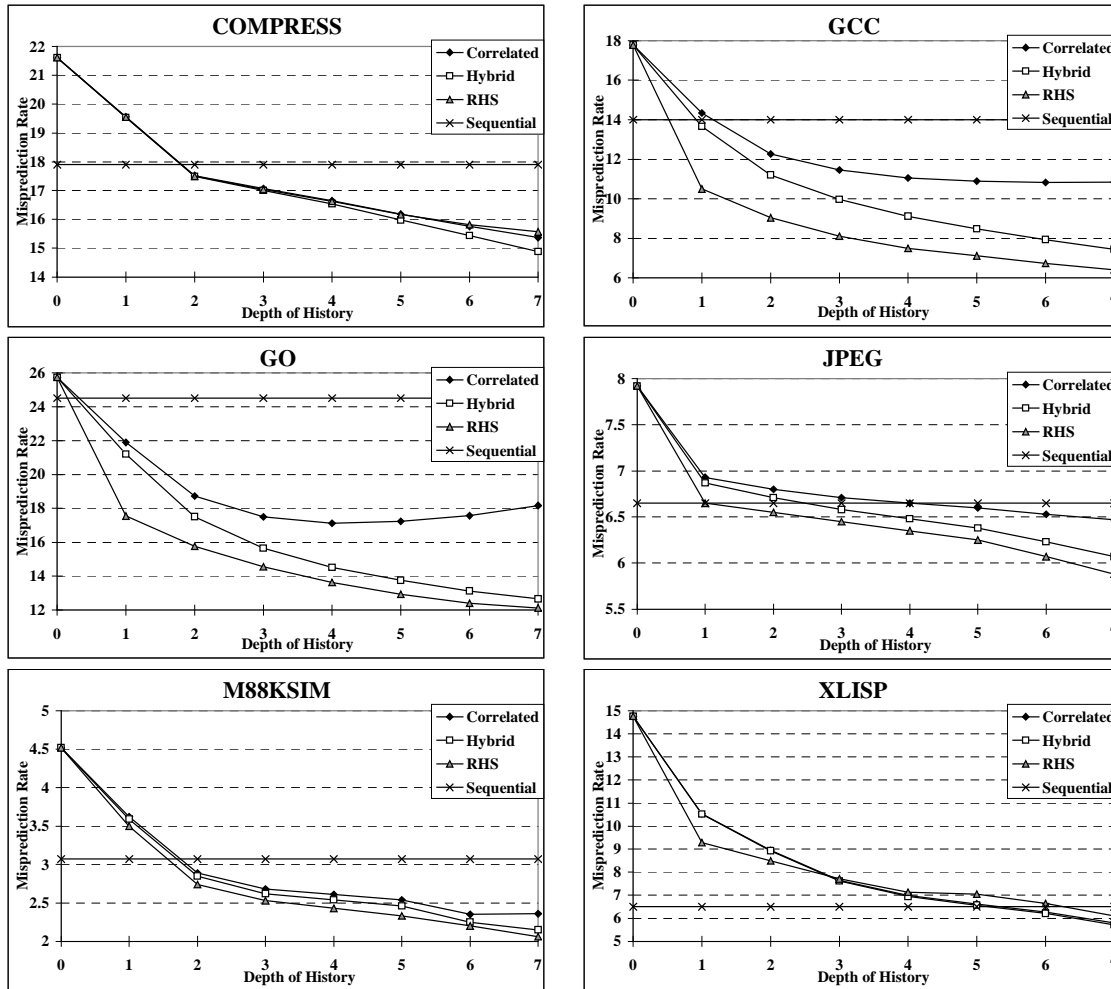 COMPRESS
Misprediction Rate
22
21
20
19
18
17
16
15
14
0 1 2 3 4 5 6 7
Depth of History
Correlated
Hybrid
RHS
Sequential
GCC
Misprediction Rate
18
16
14
12
10
8
6
0 1 2 3 4 5 6 7
Depth of History
Correlated
Hybrid
RHS
Sequential
GO
Misprediction Rate
26
24
22
20
18
16
14
12
0 1 2 3 4 5 6 7
Depth of History
Correlated
Hybrid
RHS
Sequential
JPEG
Misprediction Rate
8
7.5
7
6.5
6
5.5
0 1 2 3 4 5 6 7
Depth of History
Correlated
Hybrid
RHS
Sequential
M88KSIM
Misprediction Rate
5
4.5
4
3.5
3
2.5
2
0 1 2 3 4 5 6 7
Depth of History
Correlated
Hybrid
RHS
Sequential
XLISP
Misprediction Rate
15
14
13
12
11
10
9
8
7
6
5
0 1 2 3 4 5 6 7
Depth of History
Correlated
Hybrid
RHS
Sequential